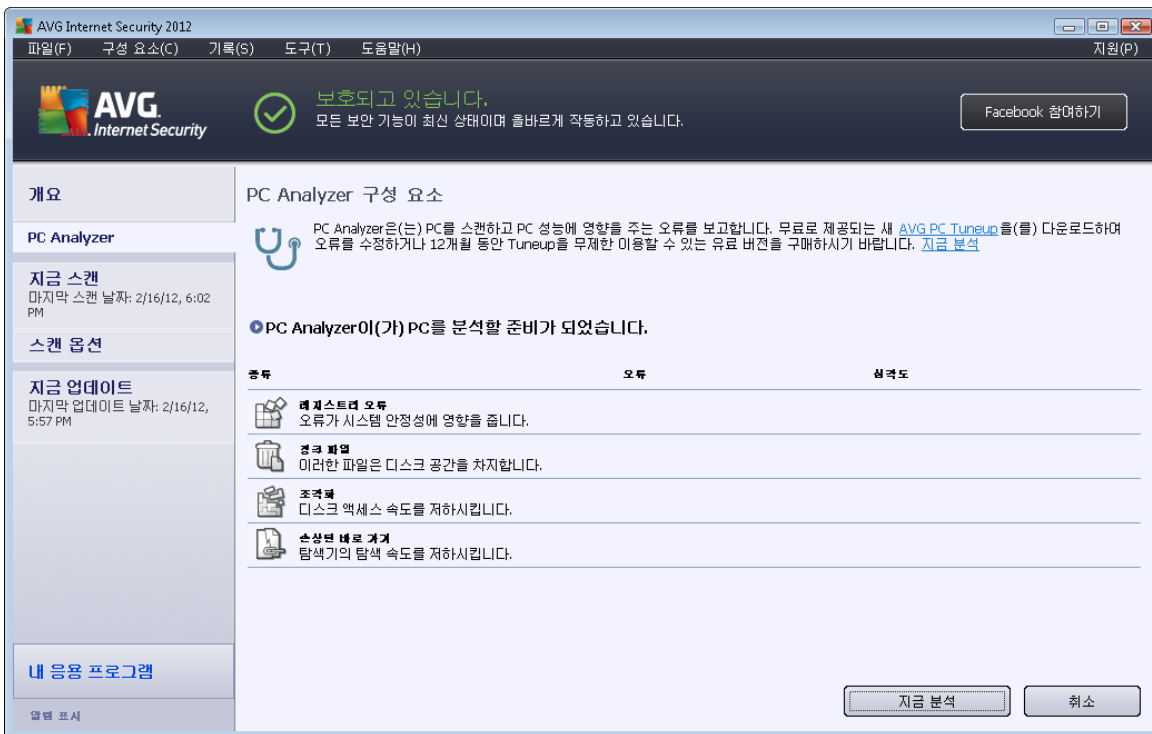 AVG Internet Security 2012
파일(F) 구성 요소(C) 기록(S) 도구(T) 도움말(H) 지원(P)
AVG.
Internet Security
보호되고 있습니다.
모든 보안 기능이 최신 상태이며 올바르게 작동하고 있습니다.
Facebook 참여하기
개요
PC Analyzer
지금 스캔
마지막 스캔 날짜: 2/16/12, 6:02
PM
스캔 옵션
지금 업데이트
마지막 업데이트 날짜: 2/16/12,
5:57 PM
내 응용 프로그램
알림 표시
PC Analyzer 구성 요소
PC Analyzer은(는) PC를 스캔하고 PC 성능에 영향을 주는 오류를 보고합니다. 무료로 제공되는 새 AVG PC Tuneup을(를) 다운로드하여
오류를 수정하거나 12개월 동안 Tuneup을 무제한 이용할 수 있는 유료 버전을 구매하시기 바랍니다. 지금 분석
PC Analyzer이(가) PC를 분석할 준비가 되었습니다.
종류 오류 심각도
레지스트리 오류
오류가 시스템 안정성에 영향을 줍니다.
정크 파일
이러한 파일은 디스크 공간을 차지합니다.
조각화
디스크 액세스 속도를 저하시킵니다.
손상된 바로 가기
탐색기의 탐색 속도를 저하시킵니다.
지금 분석 취소